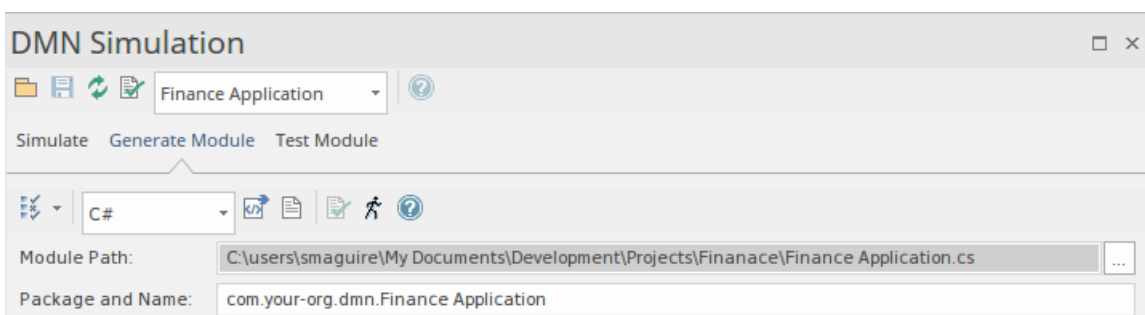 DMN Simulation
Finance Application
Simulate Generate Module Test Module
C#
Module Path: C:\users\smaguire\My Documents\Development\Projects\Finanace\Finance Application.cs ...
Package and Name: com.your-org.dmn.Finance Application